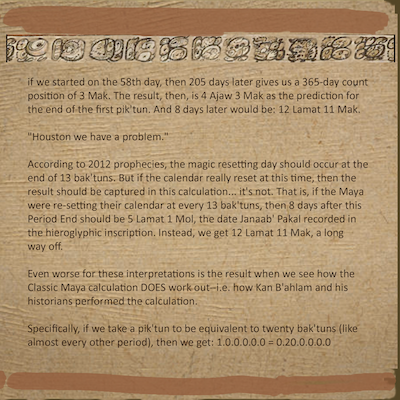 if we started on the 58th day, then 205 days later gives us a 365-day count
position of 3 Mak. The result, then, is 4 Ajaw 3 Mak as the prediction for
the end of the first pik'tun. And 8 days later would be: 12 Lamat 11 Mak.
"Houston we have a problem."
According to 2012 prophecies, the magic resetting day should occur at the
end of 13 bak'tuns. But if the calendar really reset at this time, then the
result should be captured in this calculation... it's not. That is, if the Maya
were re-setting their calendar at every 13 bak'tuns, then 8 days after this
Period End should be 5 Lamat 1 Mol, the date Janaab' Pakal recorded in
the hieroglyphic inscription. Instead, we get 12 Lamat 11 Mak, a long
way off.
Even worse for these interpretations is the result when we see how the
Classic Maya calculation DOES work out--i.e. how Kan B'ahlam and his
historians performed the calculation.
Specifically, if we take a pik'tun to be equivalent to twenty bak'tuns (like
almost every other period), then we get: 1.0.0.0.0.0 = 0.20.0.0.0.0